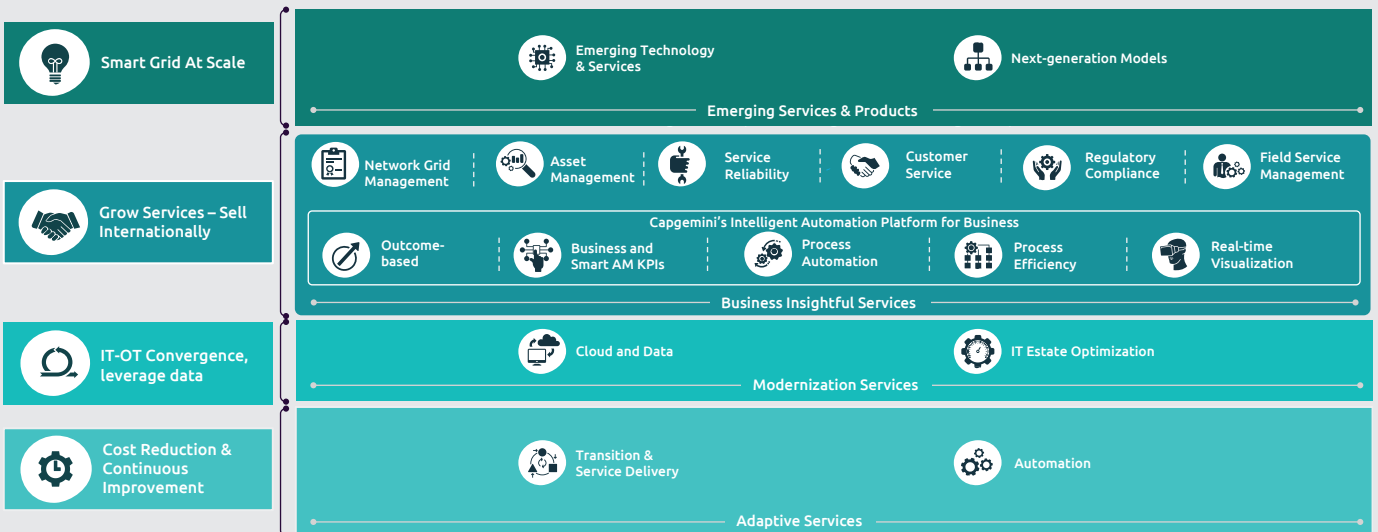 Smart Grid At Scale
Emerging Technology
& Services
Next-generation Models
Emerging Services & Products
Grow Services – Sell
Internationally
Network Grid
Management
Asset
Management
Service
Reliability
Customer
Service
Regulatory
Compliance
Field Service
Management
Capgemini’s Intelligent Automation Platform for Business
Outcome-
based
Business and
Smart AM KPIs
Process
Automation
Process
Efficiency
Real-time
Visualization
Business Insightful Services
IT-OT Convergence,
leverage data
Cloud and Data
IT Estate Optimization
Modernization Services
Cost Reduction &
Continuous
Improvement
Transition &
Service Delivery
Automation
Adaptive Services